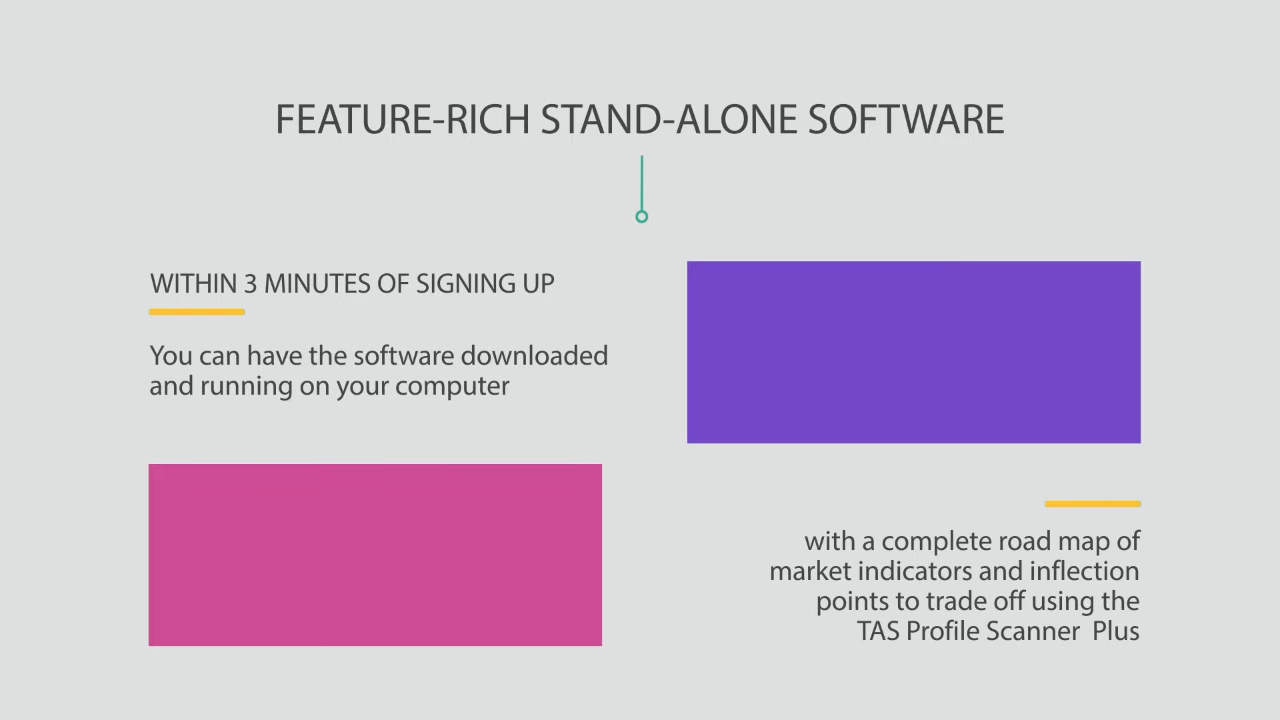 FEATURE-RICH STAND-ALONE SOFTWARE
WITHIN 3 MINUTES OF SIGNING UP
You can have the software downloaded
and running on your computer
with a complete road map of
market indicators and inflection
points to trade off using the
TAS Profile Scanner  Plus